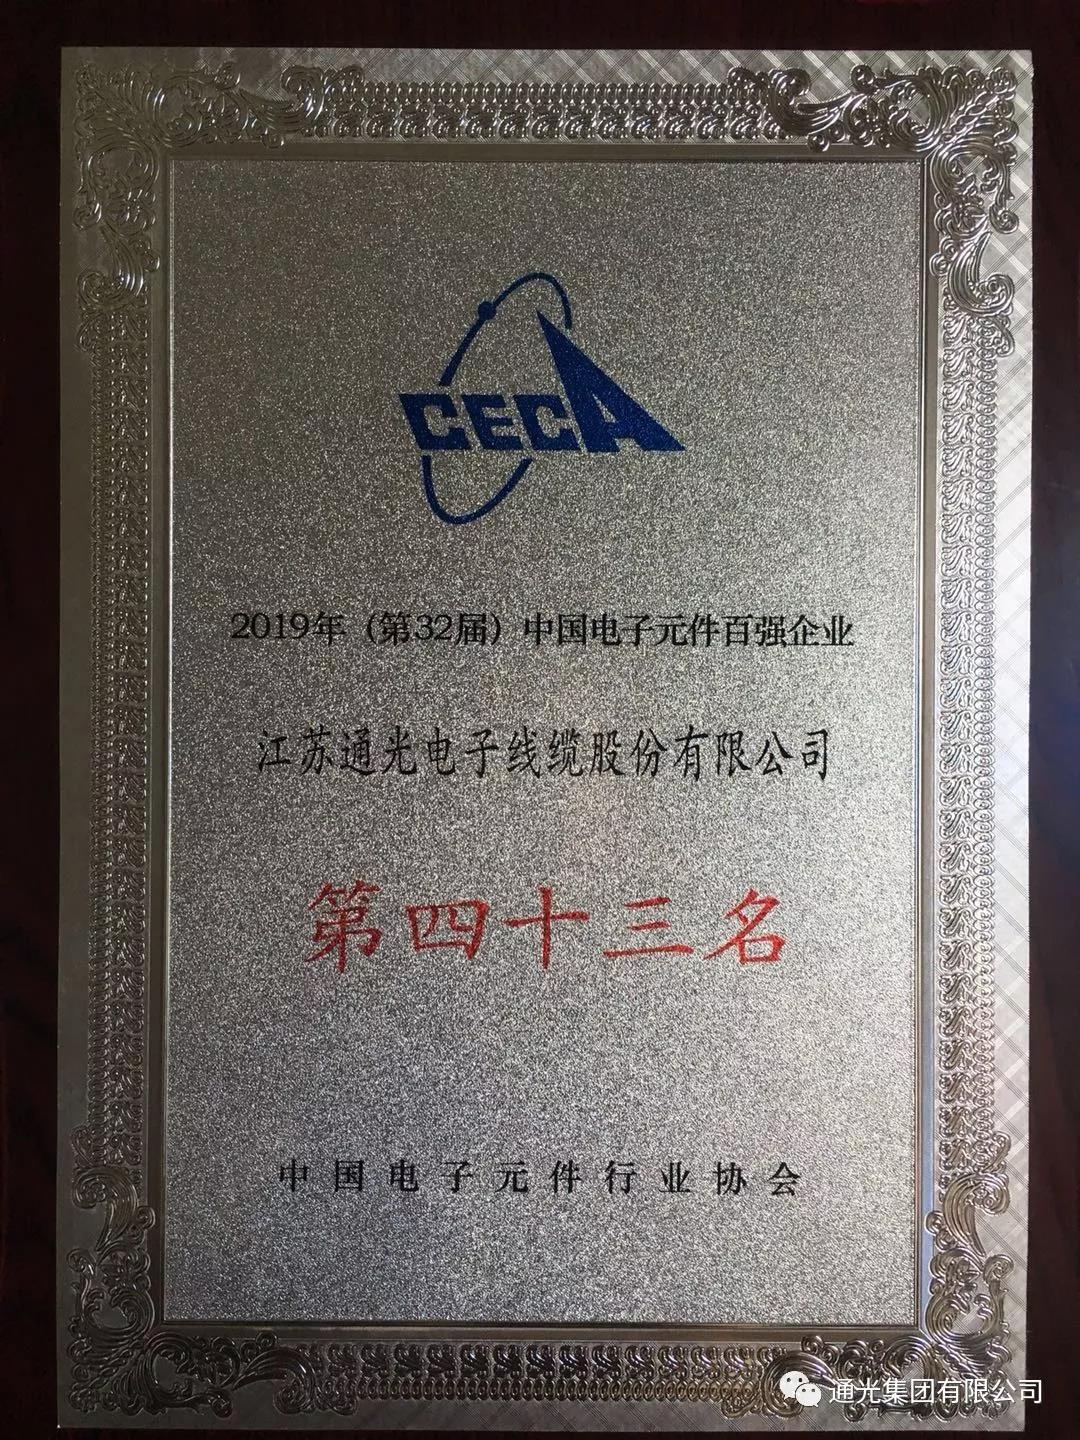 CECA
2019年（第32届）中国电子元件百强企业
江苏通光电子线缆股份有限公司
第四十三名
中国电子元件行业协会
通光集团有限公司